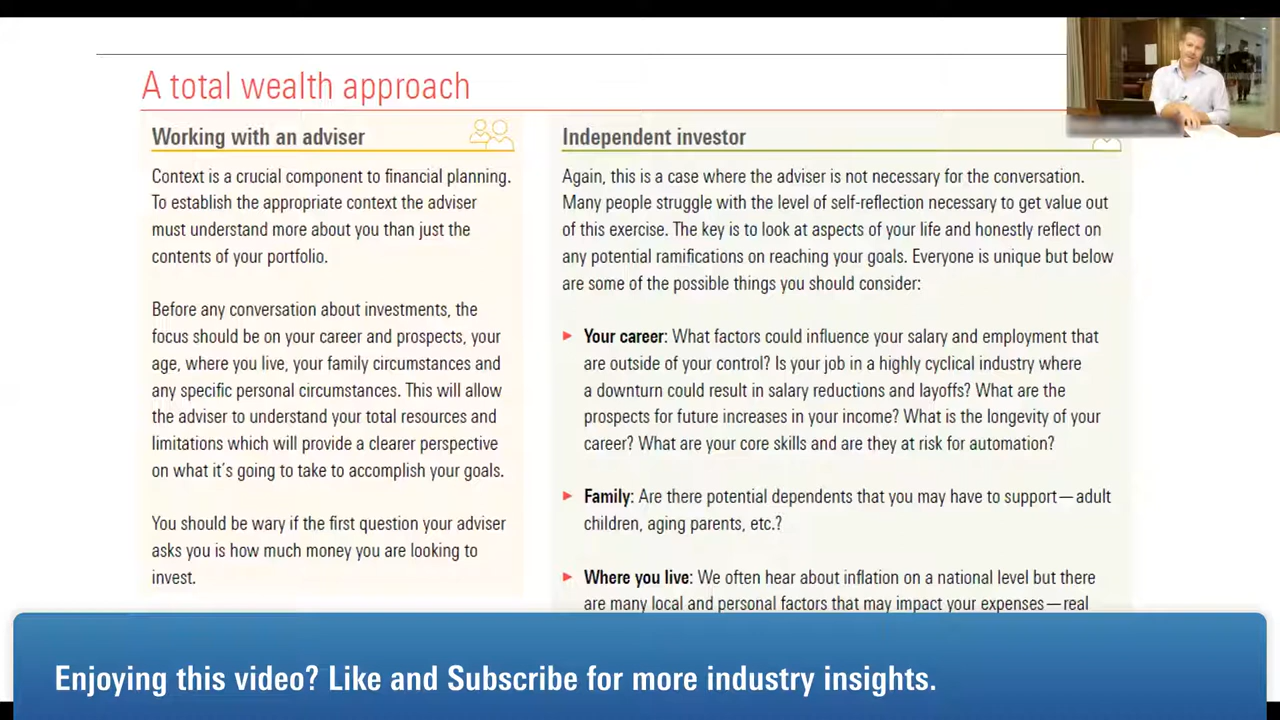 A total wealth approach
Working with an adviser
Context is a crucial component to financial planning.
To establish the appropriate context the adviser
must understand more about you than just the
contents of your portfolio.
Before any conversation about investments, the
focus should be on your career and prospects, your
age, where you live, your family circumstances and
any specific personal circumstances. This will allow
the adviser to understand your total resources and
limitations which will provide a clearer perspective
on what it´s going to take to accomplish your goals.
You should be wary if the first question your adviser
asks you is how much money you are looking to
invest.
Independent investor
Again, this is a case where the adviser is not necessary for the conversation.
Many people struggle with the level of self-reflection necessary to get value out
of this exercise. The key is to look at aspects of your life and honestly reflect on
any potential ramifications on reaching your goals. Everyone is unique but below
are some of the possible things you should consider:
Your career: What factors could influence your salary and employment that
are outside of your control? Is your job in a highly cyclical industry where
a downturn could result in salary reductions and layoffs? What are the
prospects for future increases in your income? What is the longevity of your
career? What are your core skills and are they at risk for automation?
Family: Are there potential dependents that you may have to support—adult
children, aging parents, etc.?
Where you live: We often hear about inflation on a national level but there
are many local and personal factors that may impact your expenses—real
Enjoying this video? Like and Subscribe for more industry insights.